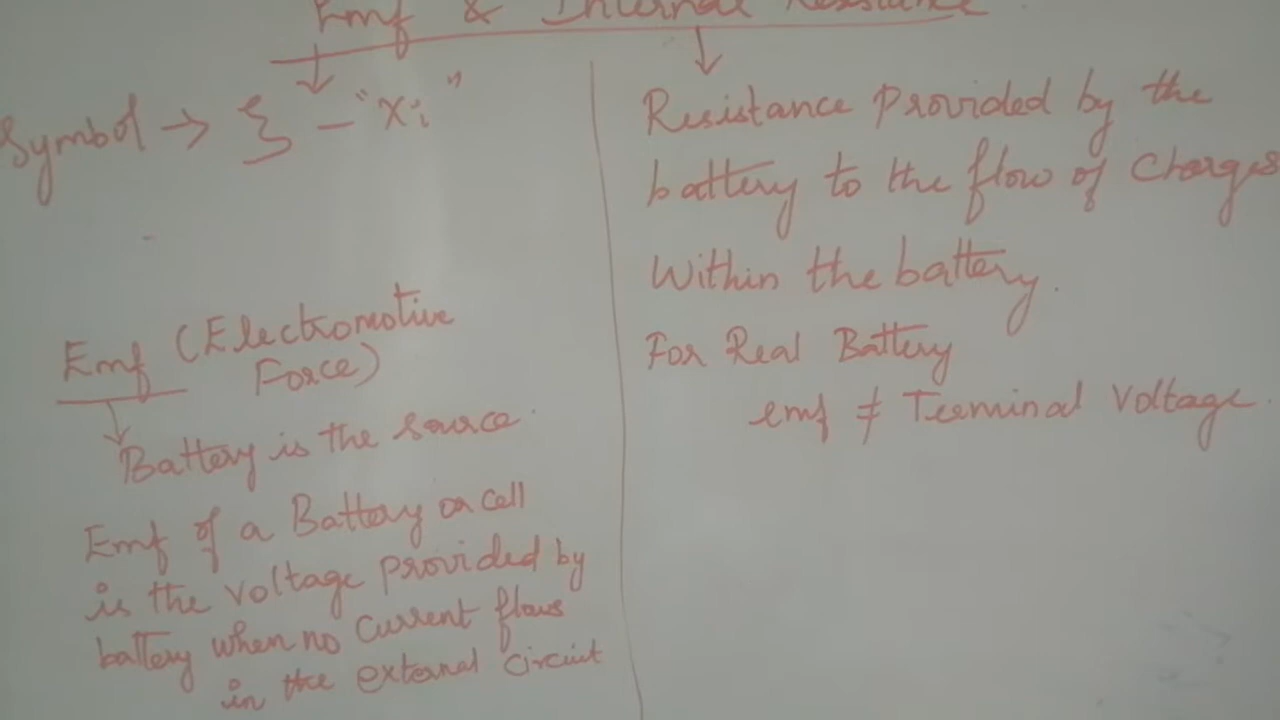 Emf & Internal Resistance
Symbol → ξ – "Xi"
Emf (Electromotive
Force)
Battery is the source
Emf of a Battery or cell
is the voltage provided by
battery when no current flows
in the external circuit
Resistance provided by the
battery to the flow of charges
Within the battery.
For Real Battery
emf ≠ Terminal Voltage